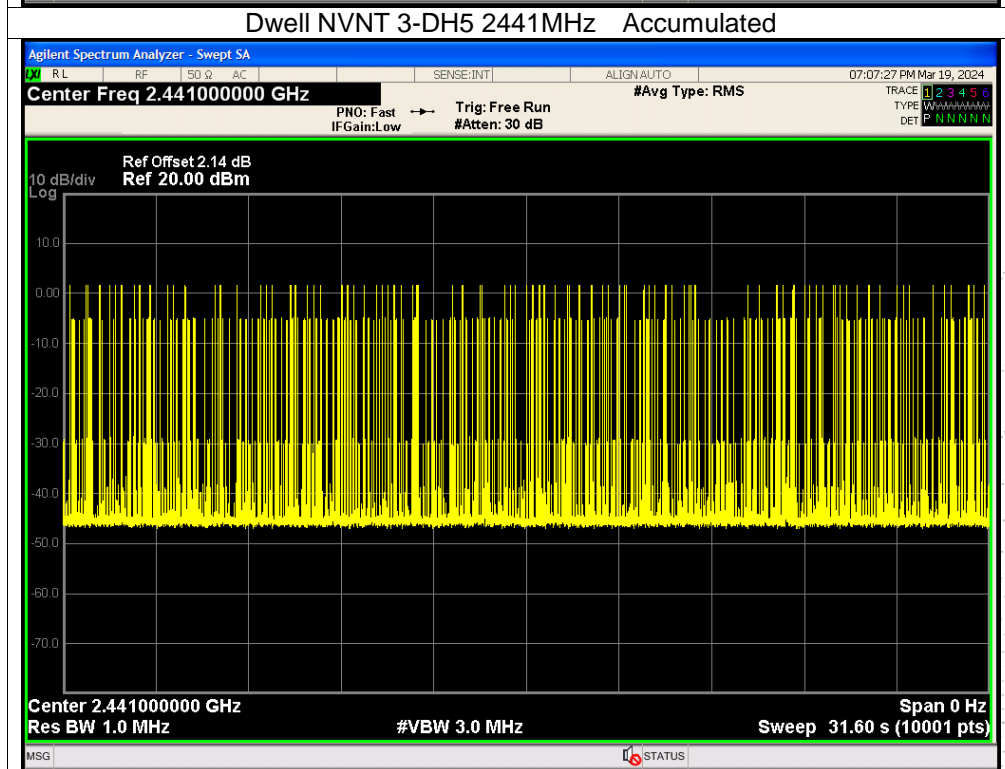 Dwell NVNT 3-DH5 2441MHz Accumulated
Agilent Spectrum Analyzer - Swept SA
LXI RL RF 50 Ω AC SENSE:INT ALIGN AUTO 07:07:27 PM Mar 19, 2024
Center Freq 2.441000000 GHz #Avg Type: RMS TRACE 1 2 3 4 5 6
PNO: Fast Trig: Free Run TYPE WWWWWW
IFGain:Low #Atten: 30 dB DET P N N N N N
Ref Offset 2.14 dB
10 dB/div Ref 20.00 dBm
Log
10.0
0.00
-10.0
-20.0
-30.0
-40.0
-50.0
-60.0
-70.0
Center 2.441000000 GHz Span 0 Hz
Res BW 1.0 MHz #VBW 3.0 MHz Sweep 31.60 s (10001 pts)
MSG STATUS